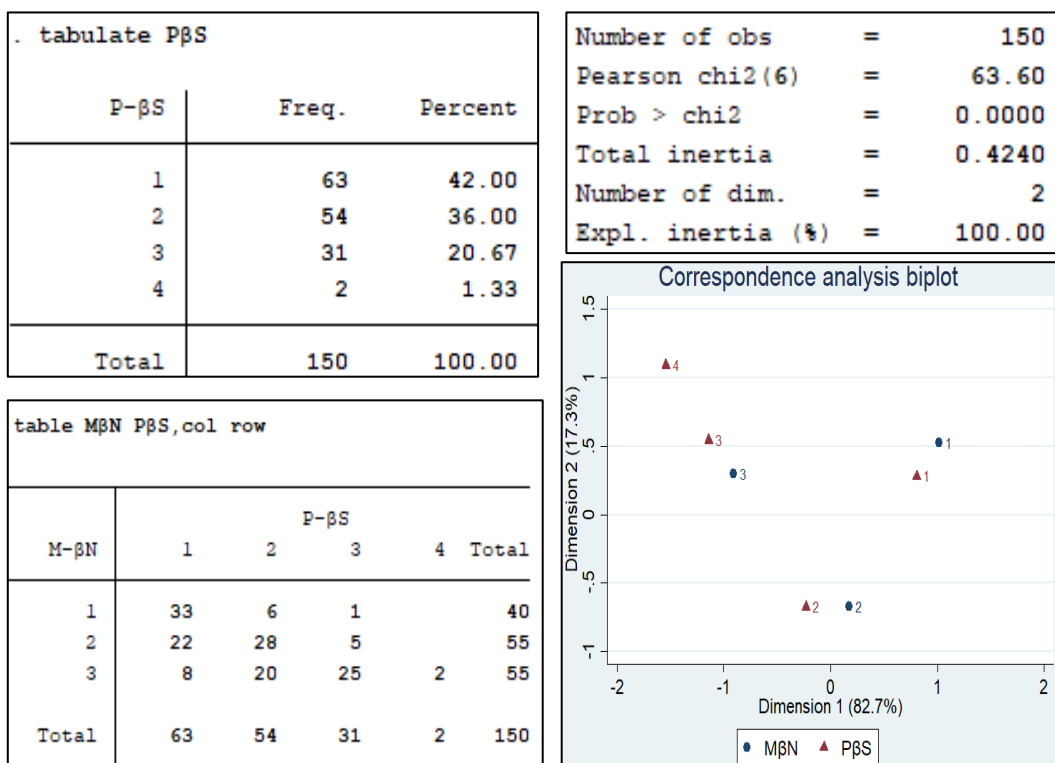 . tabulate PβS
P-βS Freq. Percent
1 63 42.00
2 54 36.00
3 31 20.67
4 2 1.33
Total 150 100.00
Number of obs = 150
Pearson chi2(6) = 63.60
Prob > chi2 = 0.0000
Total inertia = 0.4240
Number of dim. = 2
Expl. inertia (%) = 100.00
table MβN PβS,col row
P-βS
M-βN 1 2 3 4 Total
1 33 6 1 40
2 22 28 5 55
3 8 20 25 2 55
Total 63 54 31 2 150
Correspondence analysis biplot
Dimension 2 (17.3%)
1.5
1
.5
0
-.5
-1
4
3
3
1
1
2
2
-2 -1 0 1 2
Dimension 1 (82.7%)
MβN PβS